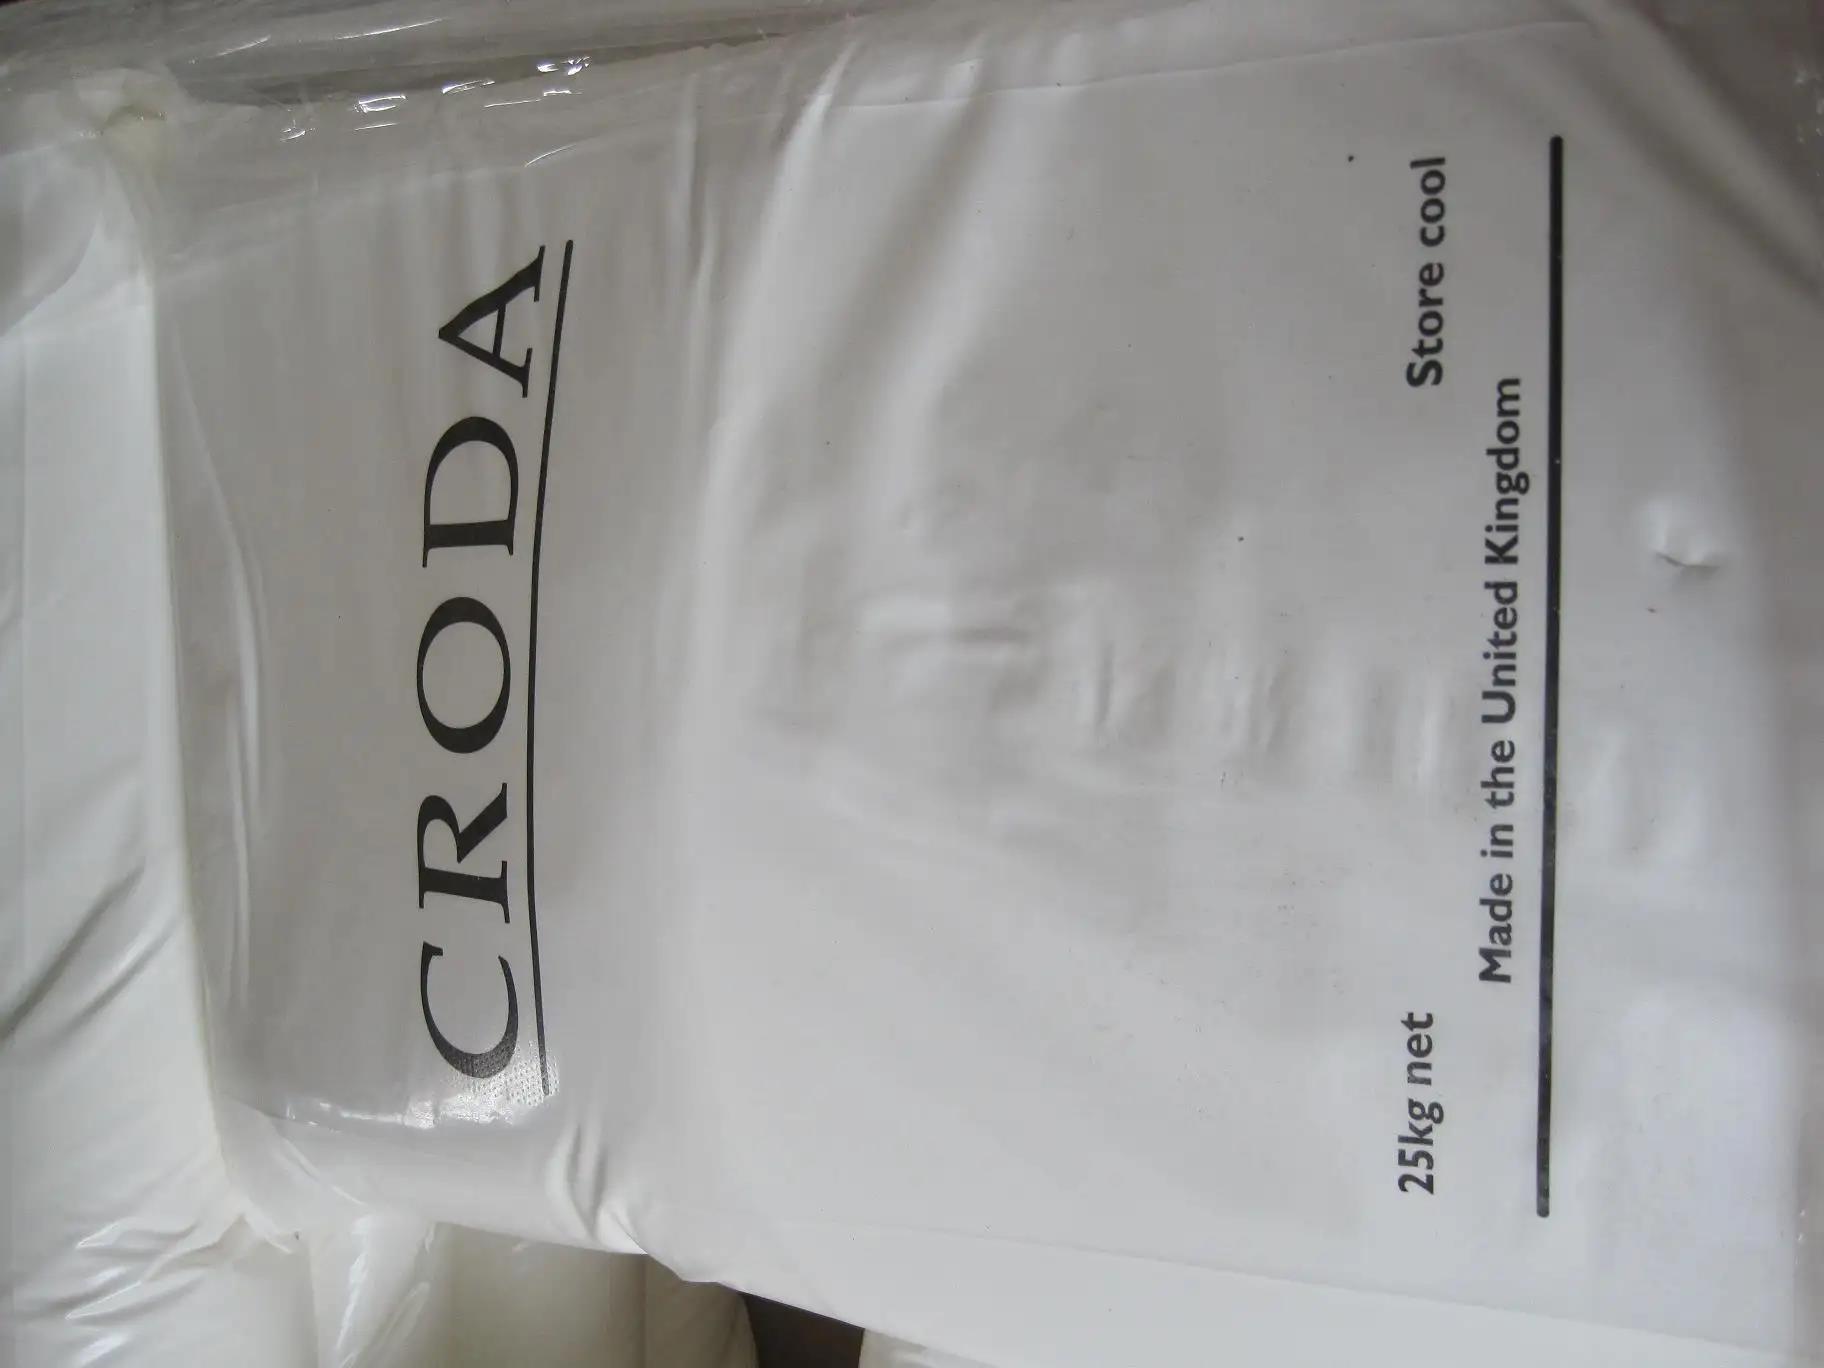 CRODA
25kg net Store cool
Made in the United Kingdom